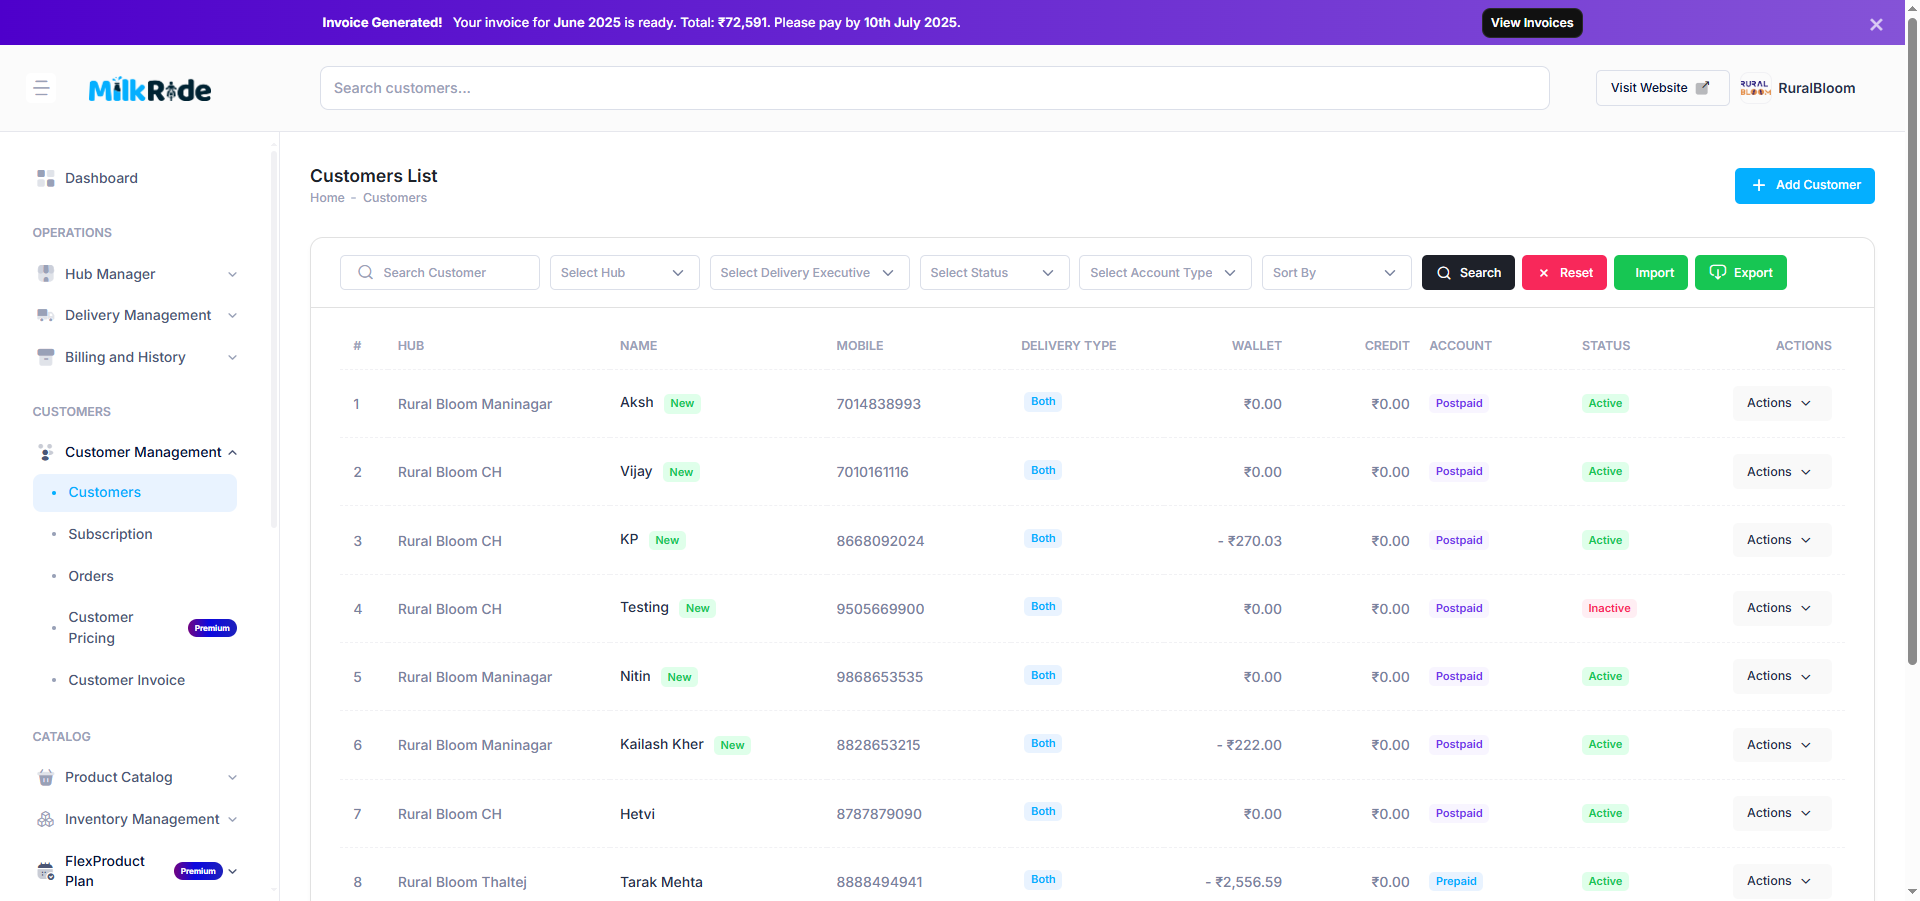 Invoice Generated! Your invoice for June 2025 is ready. Total: ₹72,591. Please pay by 10th July 2025.
View Invoices
MilkRide
Search customers...
Visit Website
RURAL BLOOM
RuralBloom
Dashboard
OPERATIONS
Hub Manager
Delivery Management
Billing and History
CUSTOMERS
Customer Management
Customers
Subscription
Orders
Customer Pricing Premium
Customer Invoice
CATALOG
Product Catalog
Inventory Management
FlexProduct Plan Premium
Customers List
Home - Customers
Add Customer
Search Customer Select Hub Select Delivery Executive Select Status Select Account Type Sort By Search Reset Import Export
# HUB NAME MOBILE DELIVERY TYPE WALLET CREDIT ACCOUNT STATUS ACTIONS
1 Rural Bloom Maninagar Aksh New 7014838993 Both ₹0.00 ₹0.00 Postpaid Active Actions
2 Rural Bloom CH Vijay New 7010161116 Both ₹0.00 ₹0.00 Postpaid Active Actions
3 Rural Bloom CH KP New 8668092024 Both - ₹270.03 ₹0.00 Postpaid Active Actions
4 Rural Bloom CH Testing New 9505669900 Both ₹0.00 ₹0.00 Postpaid Inactive Actions
5 Rural Bloom Maninagar Nitin New 9868653535 Both ₹0.00 ₹0.00 Postpaid Active Actions
6 Rural Bloom Maninagar Kailash Kher New 8828653215 Both - ₹222.00 ₹0.00 Postpaid Active Actions
7 Rural Bloom CH Hetvi 8787879090 Both ₹0.00 ₹0.00 Postpaid Active Actions
8 Rural Bloom Thaltej Tarak Mehta 8888494941 Both - ₹2,556.59 ₹0.00 Prepaid Active Actions